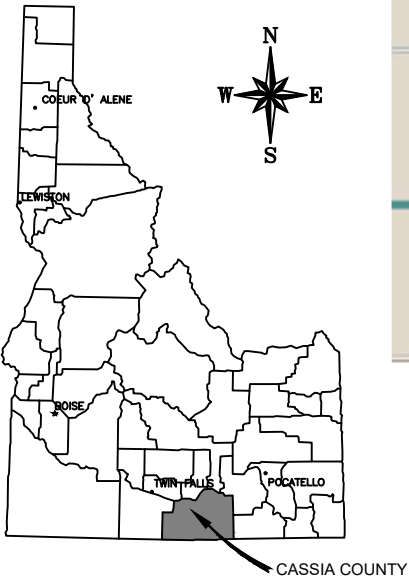 N
W E
S
COEUR D' ALENE
LEWISTON
BOISE
TWIN FALLS
POCATELLO
CASSIA COUNTY